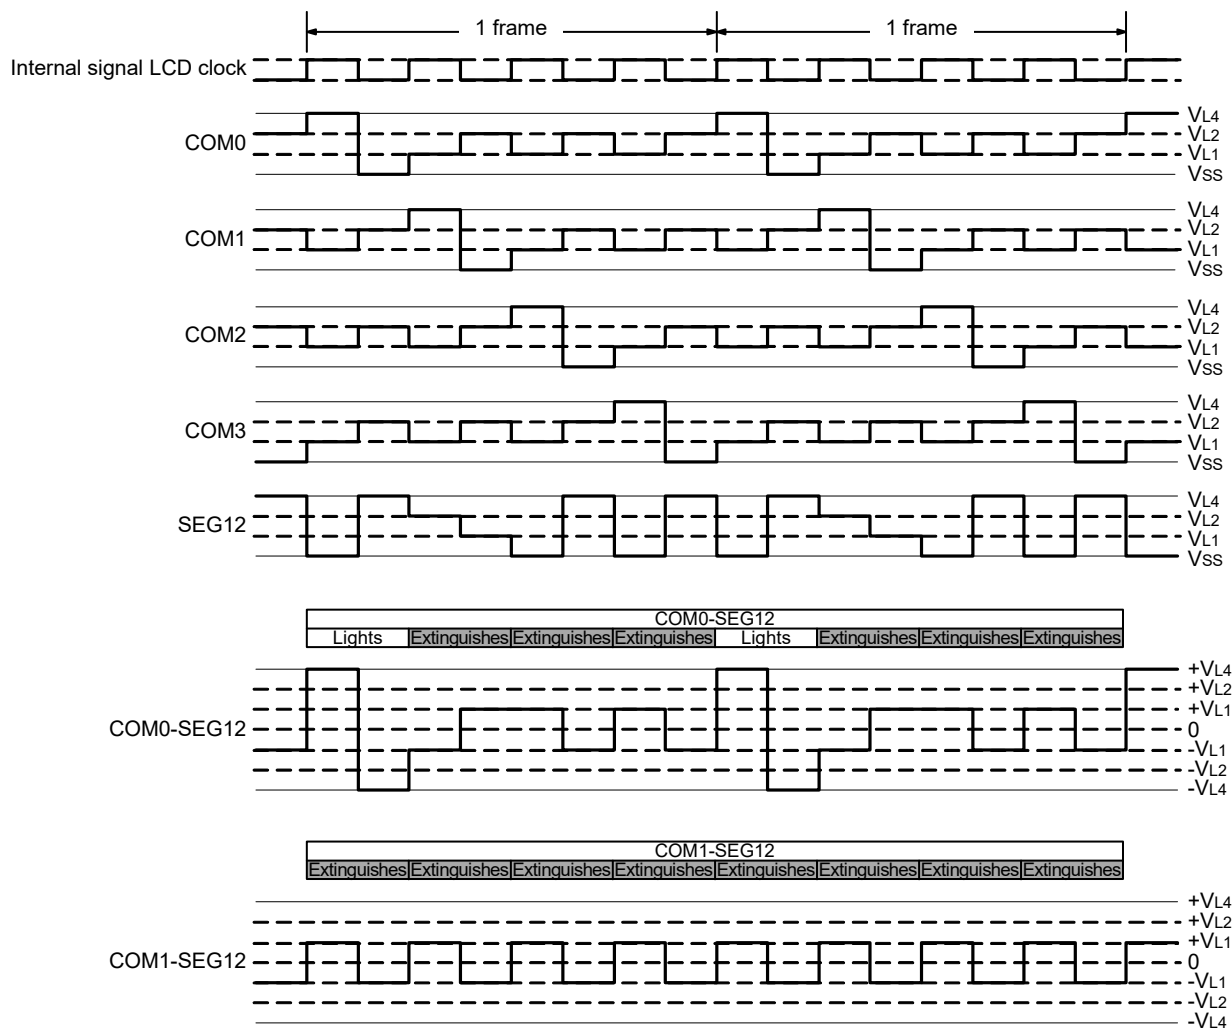 1 frame 1 frame
Internal signal LCD clock
COM0
VL4
VL2
VL1
VSS
COM1
VL4
VL2
VL1
VSS
COM2
VL4
VL2
VL1
VSS
COM3
VL4
VL2
VL1
VSS
SEG12
VL4
VL2
VL1
VSS
COM0-SEG12
Lights Extinguishes Extinguishes Extinguishes Lights Extinguishes Extinguishes Extinguishes
COM0-SEG12
+VL4
+VL2
+VL1
0
-VL1
-VL2
-VL4
COM1-SEG12
Extinguishes Extinguishes Extinguishes Extinguishes Extinguishes Extinguishes Extinguishes Extinguishes
COM1-SEG12
+VL4
+VL2
+VL1
0
-VL1
-VL2
-VL4